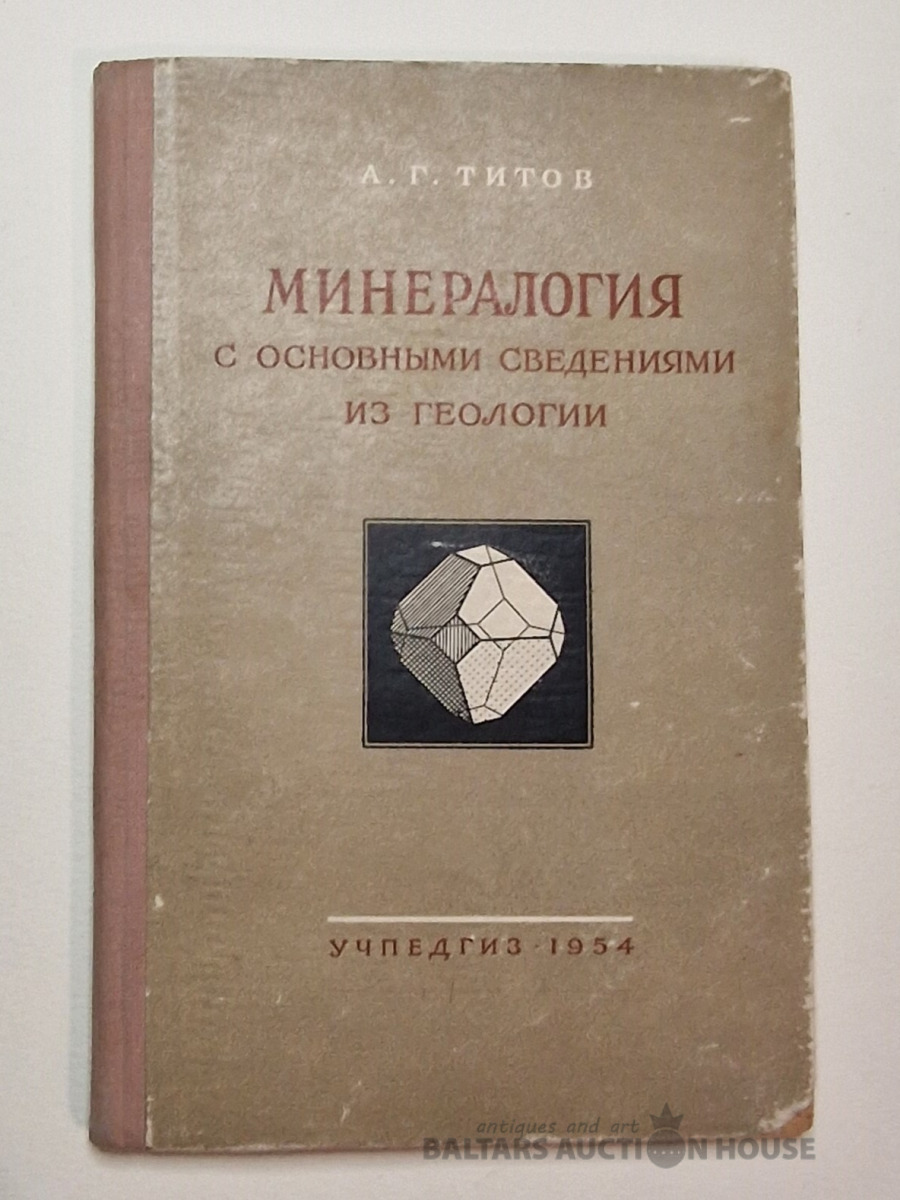 А. Г. ТИТОВ
МИНЕРАЛОГИЯ
С ОСНОВНЫМИ СВЕДЕНИЯМИ
ИЗ ГЕОЛОГИИ
УЧПЕДГИЗ · 1954
antiques and art
BALTARS AUCTION HOUSE